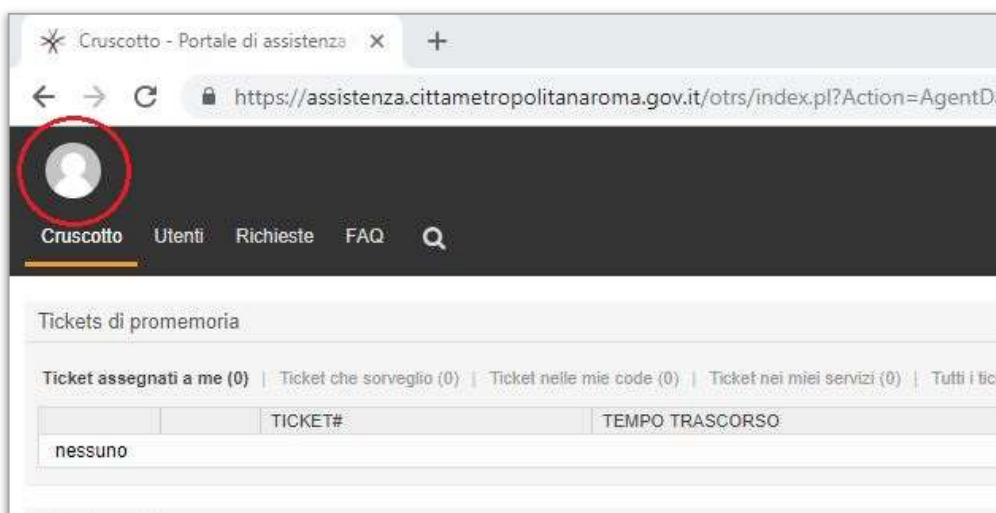 Cruscotto - Portale di assistenza
https://assistenza.cittametropolitanaroma.gov.it/otrs/index.pl?Action=AgentD
Cruscotto Utenti Richieste FAQ
Tickets di promemoria
Ticket assegnati a me (0) | Ticket che sorveglio (0) | Ticket nelle mie code (0) | Ticket nei miei servizi (0) | Tutti i tic
TICKET# TEMPO TRASCORSO
nessuno